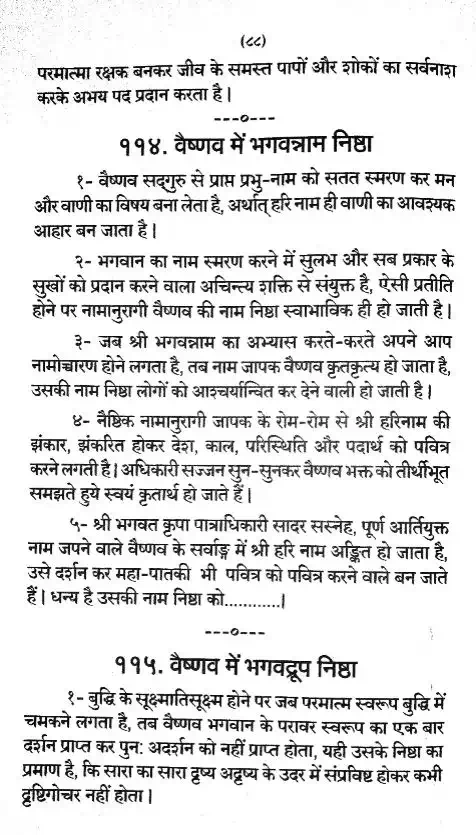 (८८)
परमात्मा रक्षक बनकर जीव के समस्त पापों और शोकों का सर्वनाश
करके अभय पद प्रदान करता है।
---०---
११४. वैष्णव में भगवन्नाम निष्ठा
१- वैष्णव सद्‌गुरु से प्राप्त प्रभु-नाम को सतत स्मरण कर मन
और वाणी का विषय बना लेता है, अर्थात् हरि नाम ही वाणी का आवश्यक
आहार बन जाता है।
२- भगवान का नाम स्मरण करने में सुलभ और सब प्रकार के
सुखों को प्रदान करने वाला अचिन्त्य शक्ति से संयुक्त है, ऐसी प्रतीति
होने पर नामानुरागी वैष्णव की नाम निष्ठा स्वाभाविक ही हो जाती है।
३- जब श्री भगवन्नाम का अभ्यास करते-करते अपने आप
नामोच्चारण होने लगता है, तब नाम जापक वैष्णव कृतकृत्य हो जाता है,
उसकी नाम निष्ठा लोगों को आश्चर्यान्वित कर देने वाली हो जाती है।
४- नैष्ठिक नामानुरागी जापक के रोम-रोम से श्री हरिनाम की
झंकार, झंकरित होकर देश, काल, परिस्थिति और पदार्थ को पवित्र
करने लगती है। अधिकारी सज्जन सुन-सुनकर वैष्णव भक्त को तीर्थीभूत
समझते हुये स्वयं कृतार्थ हो जाते हैं।
५- श्री भगवत कृपा पात्राधिकारी सादर सस्नेह, पूर्ण आर्तियुक्त
नाम जपने वाले वैष्णव के सर्वाङ्ग में श्री हरि नाम अङ्कित हो जाता है,
उसे दर्शन कर महा-पातकी भी पवित्र को पवित्र करने वाले बन जाते
हैं। धन्य है उसकी नाम निष्ठा को............।
---०---
११५. वैष्णव में भगवद्रूप निष्ठा
१- बुद्धि के सूक्ष्मातिसूक्ष्म होने पर जब परमात्म स्वरूप बुद्धि में
चमकने लगता है, तब वैष्णव भगवान के परावर स्वरूप का एक बार
दर्शन प्राप्त कर पुन: अदर्शन को नहीं प्राप्त होता, यही उसके निष्ठा का
प्रमाण है, कि सारा का सारा दृष्य अदृष्य के उदर में संप्रविष्ट होकर कभी
दृष्टिगोचर नहीं होता।